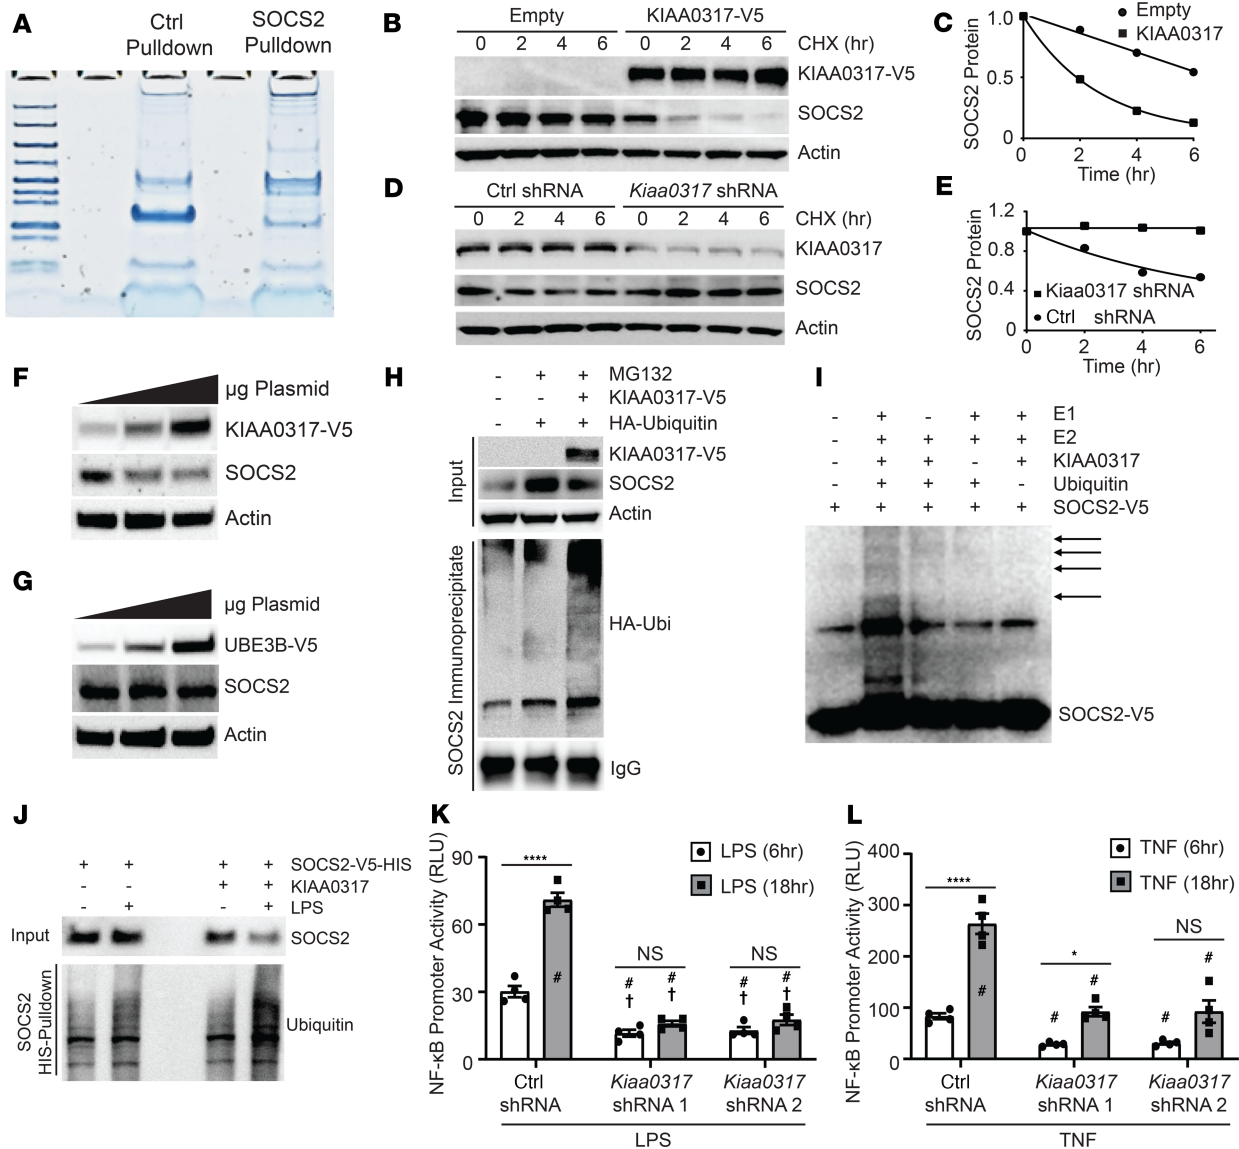 A
Ctrl
Pulldown
SOCS2
Pulldown
B
Empty
KIAA0317-V5
0 2 4 6 0 2 4 6 CHX (hr)
KIAA0317-V5
SOCS2
Actin
C
SOCS2 Protein
1.0
0.5
0
0 2 4 6
Time (hr)
Empty
KIAA0317
D
Ctrl shRNA
Kiaa0317 shRNA
0 2 4 6 0 2 4 6 CHX (hr)
KIAA0317
SOCS2
Actin
E
SOCS2 Protein
1.2
0.8
0.4
0
Kiaa0317 shRNA
Ctrl shRNA
0 2 4 6
Time (hr)
F
µg Plasmid
KIAA0317-V5
SOCS2
Actin
G
µg Plasmid
UBE3B-V5
SOCS2
Actin
H
- + + MG132
- - + KIAA0317-V5
- + + HA-Ubiquitin
Input
KIAA0317-V5
SOCS2
Actin
SOCS2 Immunoprecipitate
HA-Ubi
IgG
I
- + - + + E1
- + + + + E2
- + + - + KIAA0317
- + + + - Ubiquitin
+ + + + + SOCS2-V5
SOCS2-V5
J
+ + + + SOCS2-V5-HIS
- - + + KIAA0317
- + - + LPS
Input
SOCS2
SOCS2
HIS-Pulldown
Ubiquitin
K
NF-κB Promoter Activity (RLU)
90
60
30
0
LPS (6hr)
LPS (18hr)
****
#
NS
# #
† †
NS
# #
† †
Ctrl
shRNA
Kiaa0317
shRNA 1
Kiaa0317
shRNA 2
LPS
L
NF-κB Promoter Activity (RLU)
400
300
200
100
0
TNF (6hr)
TNF (18hr)
****
#
*
# #
NS
# #
Ctrl
shRNA
Kiaa0317
shRNA 1
Kiaa0317
shRNA 2
TNF